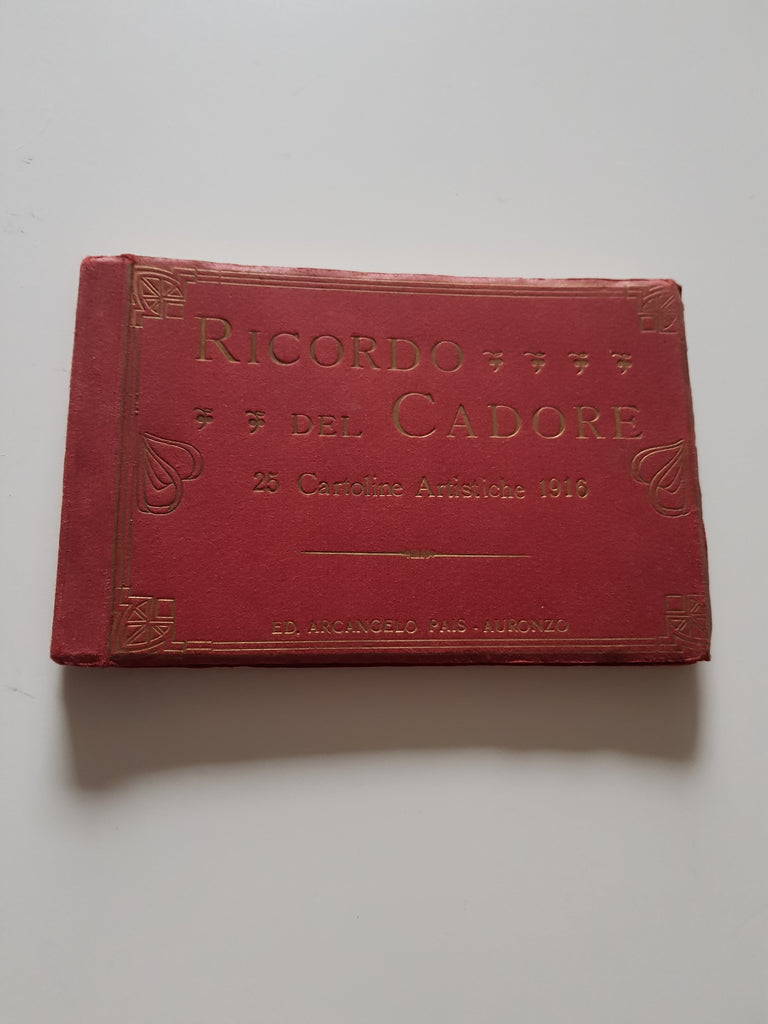 RICORDO
DEL CADORE
25 Cartoline Artistiche 1916
ED. ARCANGELO PAIS - AURONZO